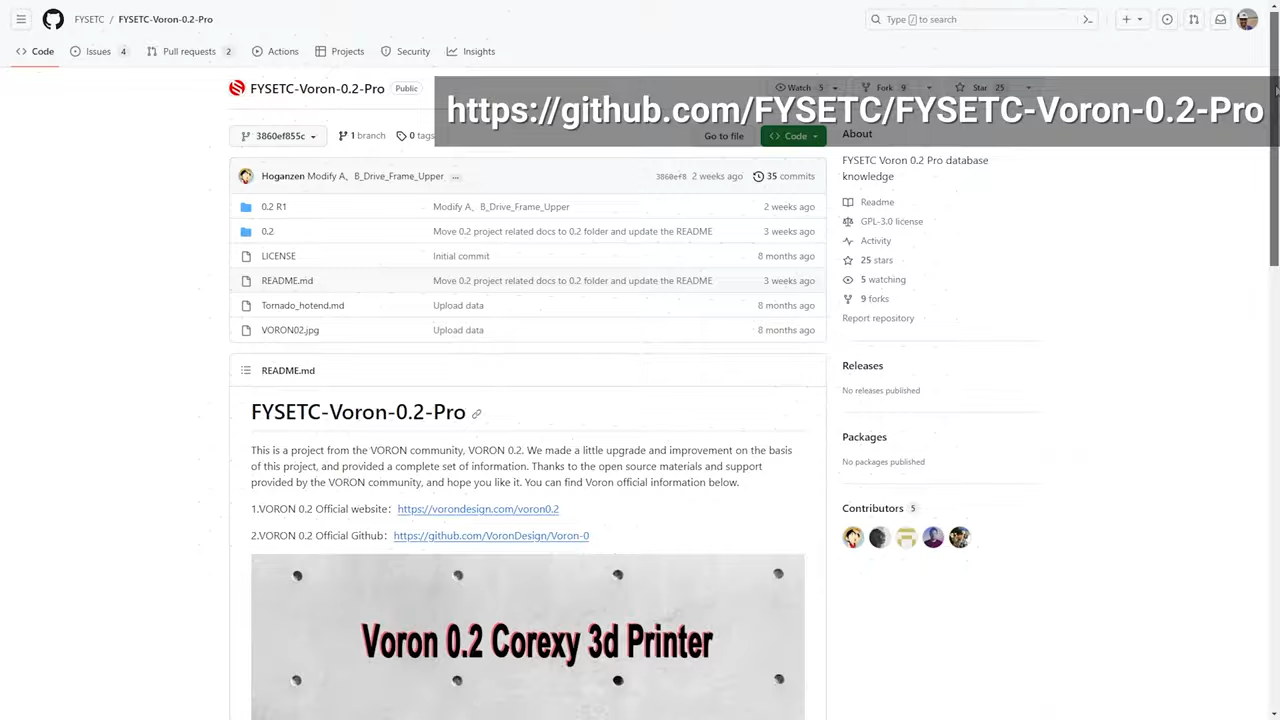 FYSETC / FYSETC-Voron-0.2-Pro
Type / to search
Code Issues 4 Pull requests 2 Actions Projects Security Insights
FYSETC-Voron-0.2-Pro Public
Watch 5 Fork 9 Star 25
https://github.com/FYSETC/FYSETC-Voron-0.2-Pro
3860ef855c 1 branch 0 tags Go to file Code
Hoganzen Modify A、B_Drive_Frame_Upper ... 3860ef8 2 weeks ago 35 commits
0.2 R1 Modify A、B_Drive_Frame_Upper 2 weeks ago
0.2 Move 0.2 project related docs to 0.2 folder and update the README 3 weeks ago
LICENSE Initial commit 8 months ago
README.md Move 0.2 project related docs to 0.2 folder and update the README 3 weeks ago
Tornado_hotend.md Upload data 8 months ago
VORON02.jpg Upload data 8 months ago
README.md
FYSETC-Voron-0.2-Pro
This is a project from the VORON community, VORON 0.2. We made a little upgrade and improvement on the basis
of this project, and provided a complete set of information. Thanks to the open source materials and support
provided by the VORON community, and hope you like it. You can find Voron official information below.
1.VORON 0.2 Official website：https://vorondesign.com/voron0.2
2.VORON 0.2 Official Github：https://github.com/VoronDesign/Voron-0
Voron 0.2 Corexy 3d Printer
About
FYSETC Voron 0.2 Pro database
knowledge
Readme
GPL-3.0 license
Activity
25 stars
5 watching
9 forks
Report repository
Releases
No releases published
Packages
No packages published
Contributors 5